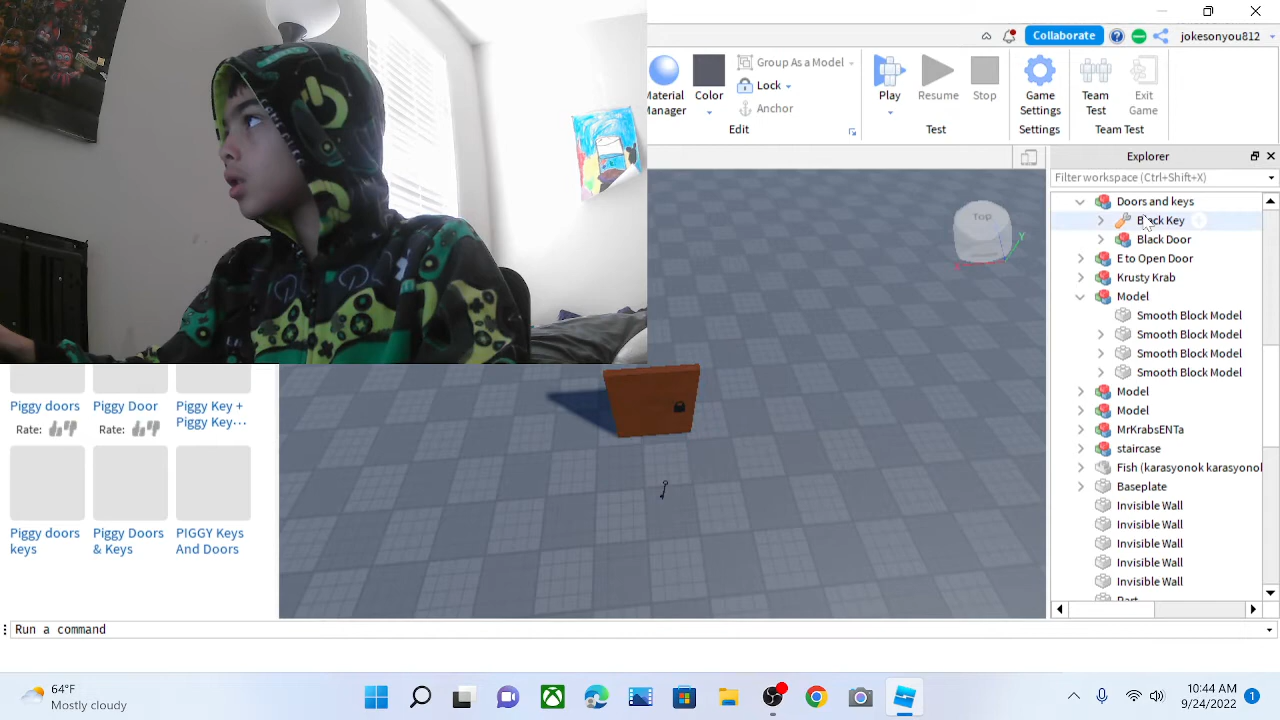 Collaborate
jokesonyou812
Material
Manager
Color
Group As a Model
Lock
Anchor
Edit
Play
Resume
Stop
Test
Game
Settings
Settings
Team
Test
Exit
Game
Team Test
Explorer
Filter workspace (Ctrl+Shift+X)
Doors and keys
Black Key
Black Door
E to Open Door
Krusty Krab
Model
Smooth Block Model
Smooth Block Model
Smooth Block Model
Smooth Block Model
Model
Model
MrKrabsENTa
staircase
Fish (karasyonok karasyonol
Baseplate
Invisible Wall
Invisible Wall
Invisible Wall
Invisible Wall
Invisible Wall
Part
Top
Y
Piggy doors
Piggy Door
Piggy Key +
Piggy Key...
Rate:
Rate:
Piggy doors
keys
Piggy Doors
& Keys
PIGGY Keys
And Doors
Run a command
64°F
Mostly cloudy
10:44 AM
9/24/2022
1